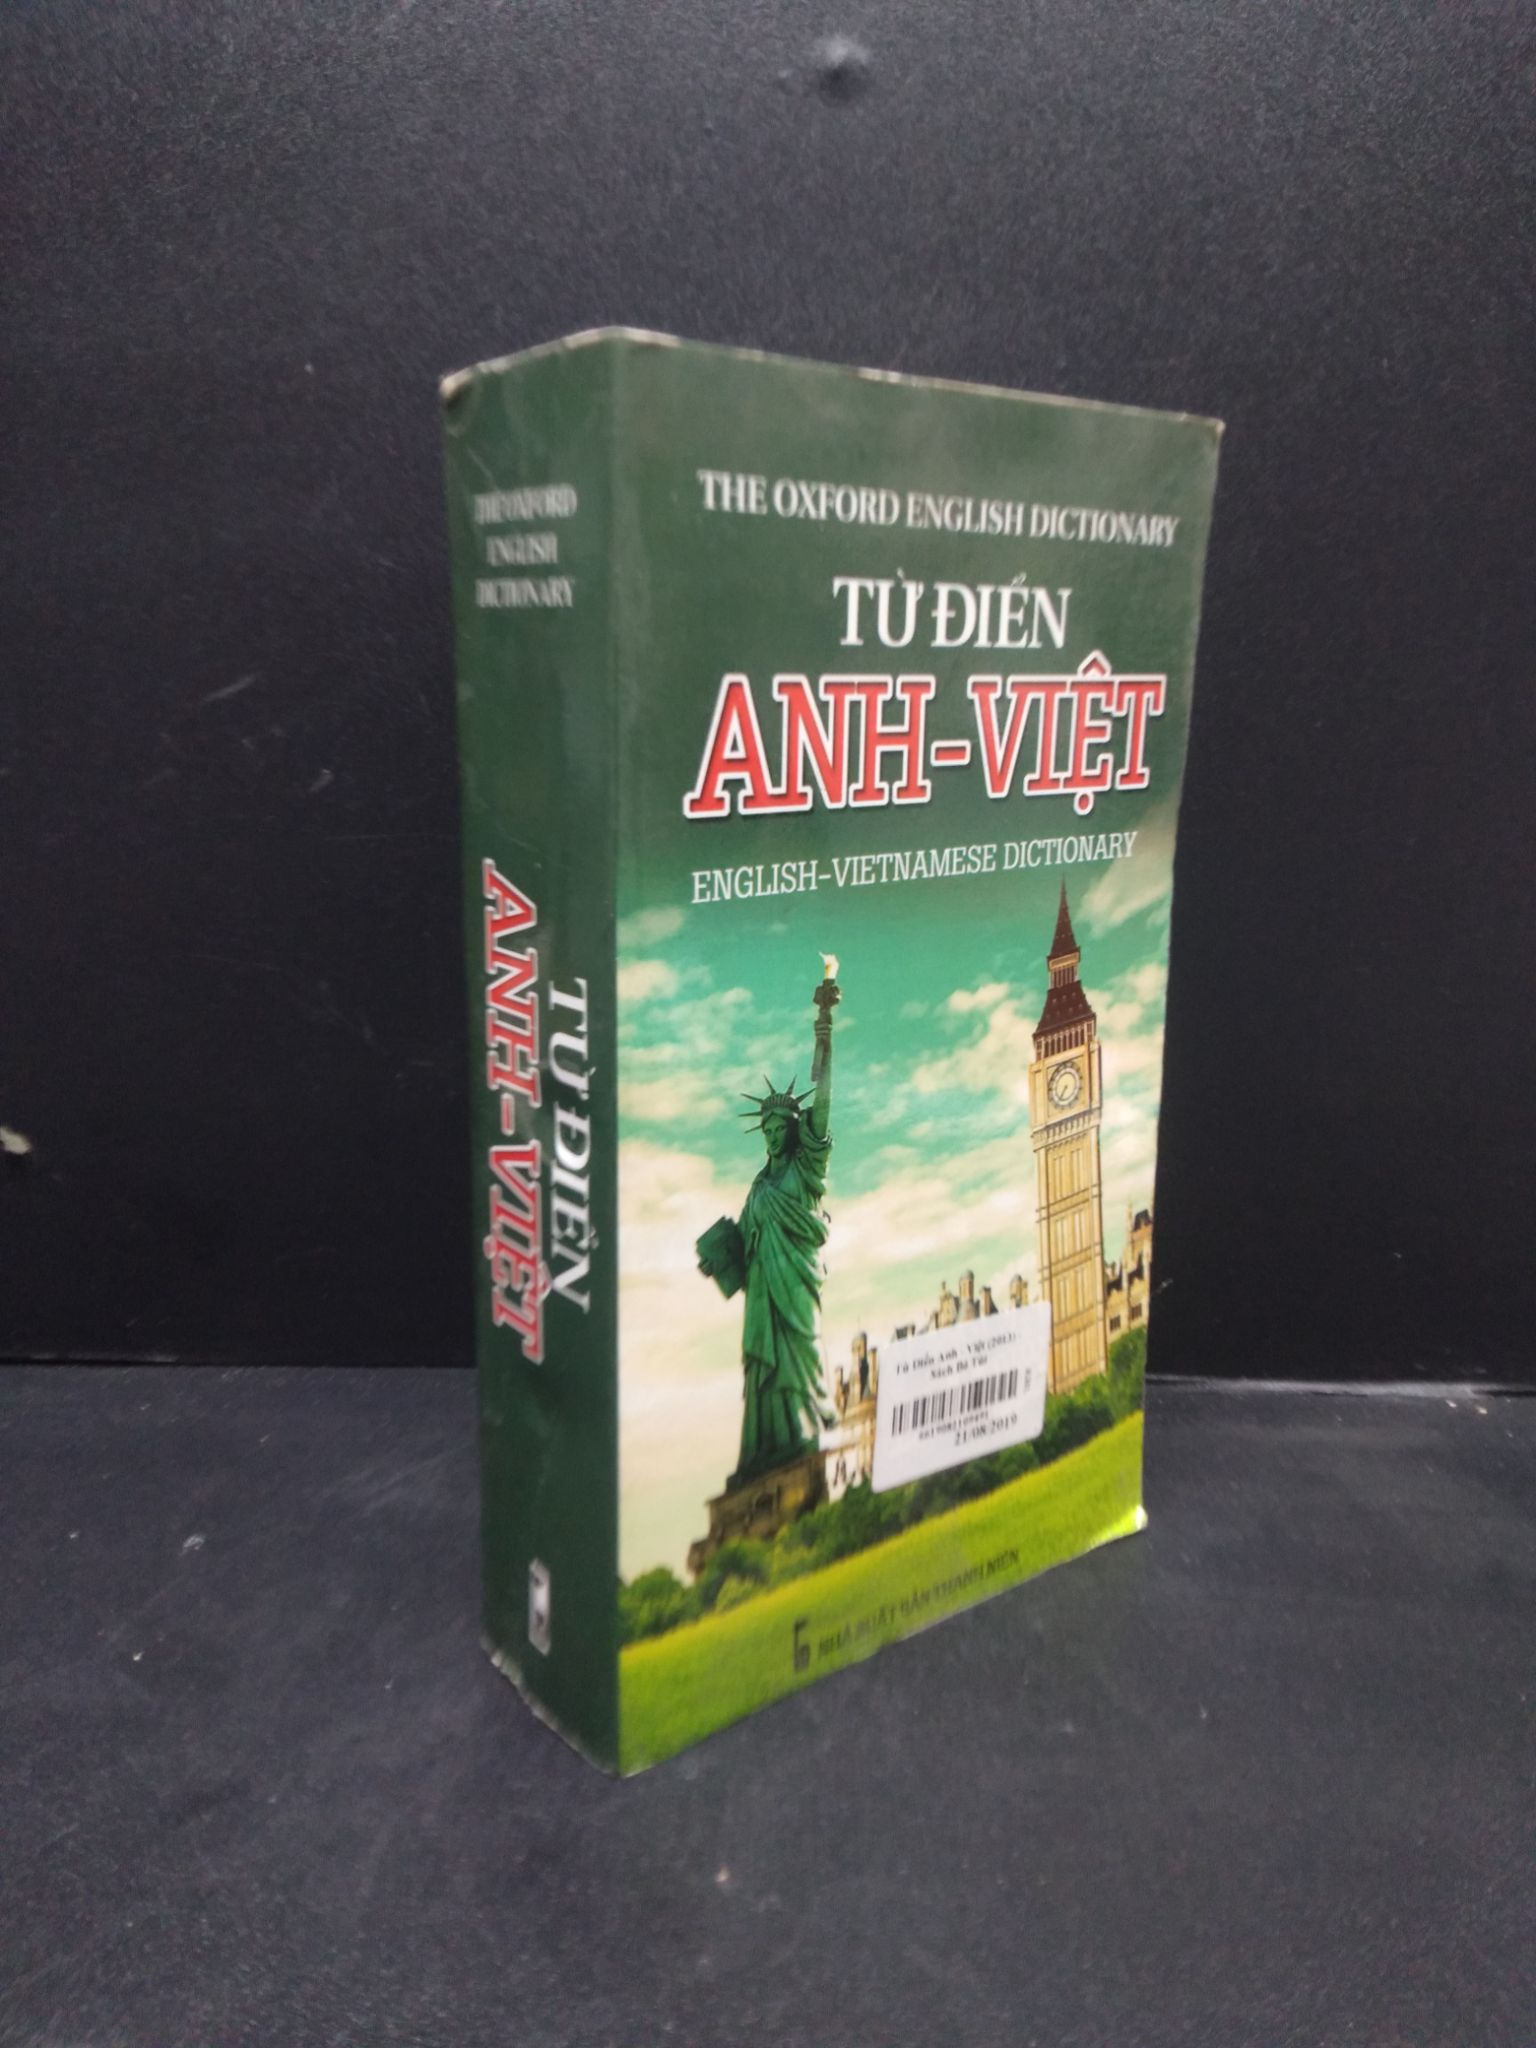 THE OXFORD
ENGLISH
DICTIONARY
TỪ ĐIỂN
ANH-VIỆT
THE OXFORD ENGLISH DICTIONARY
TỪ ĐIỂN
ANH-VIỆT
ENGLISH-VIETNAMESE DICTIONARY
Từ Điển Anh - Việt (2013) -
Sách Bỏ Túi
21/08/2019
NHÀ XUẤT BẢN THANH NIÊN